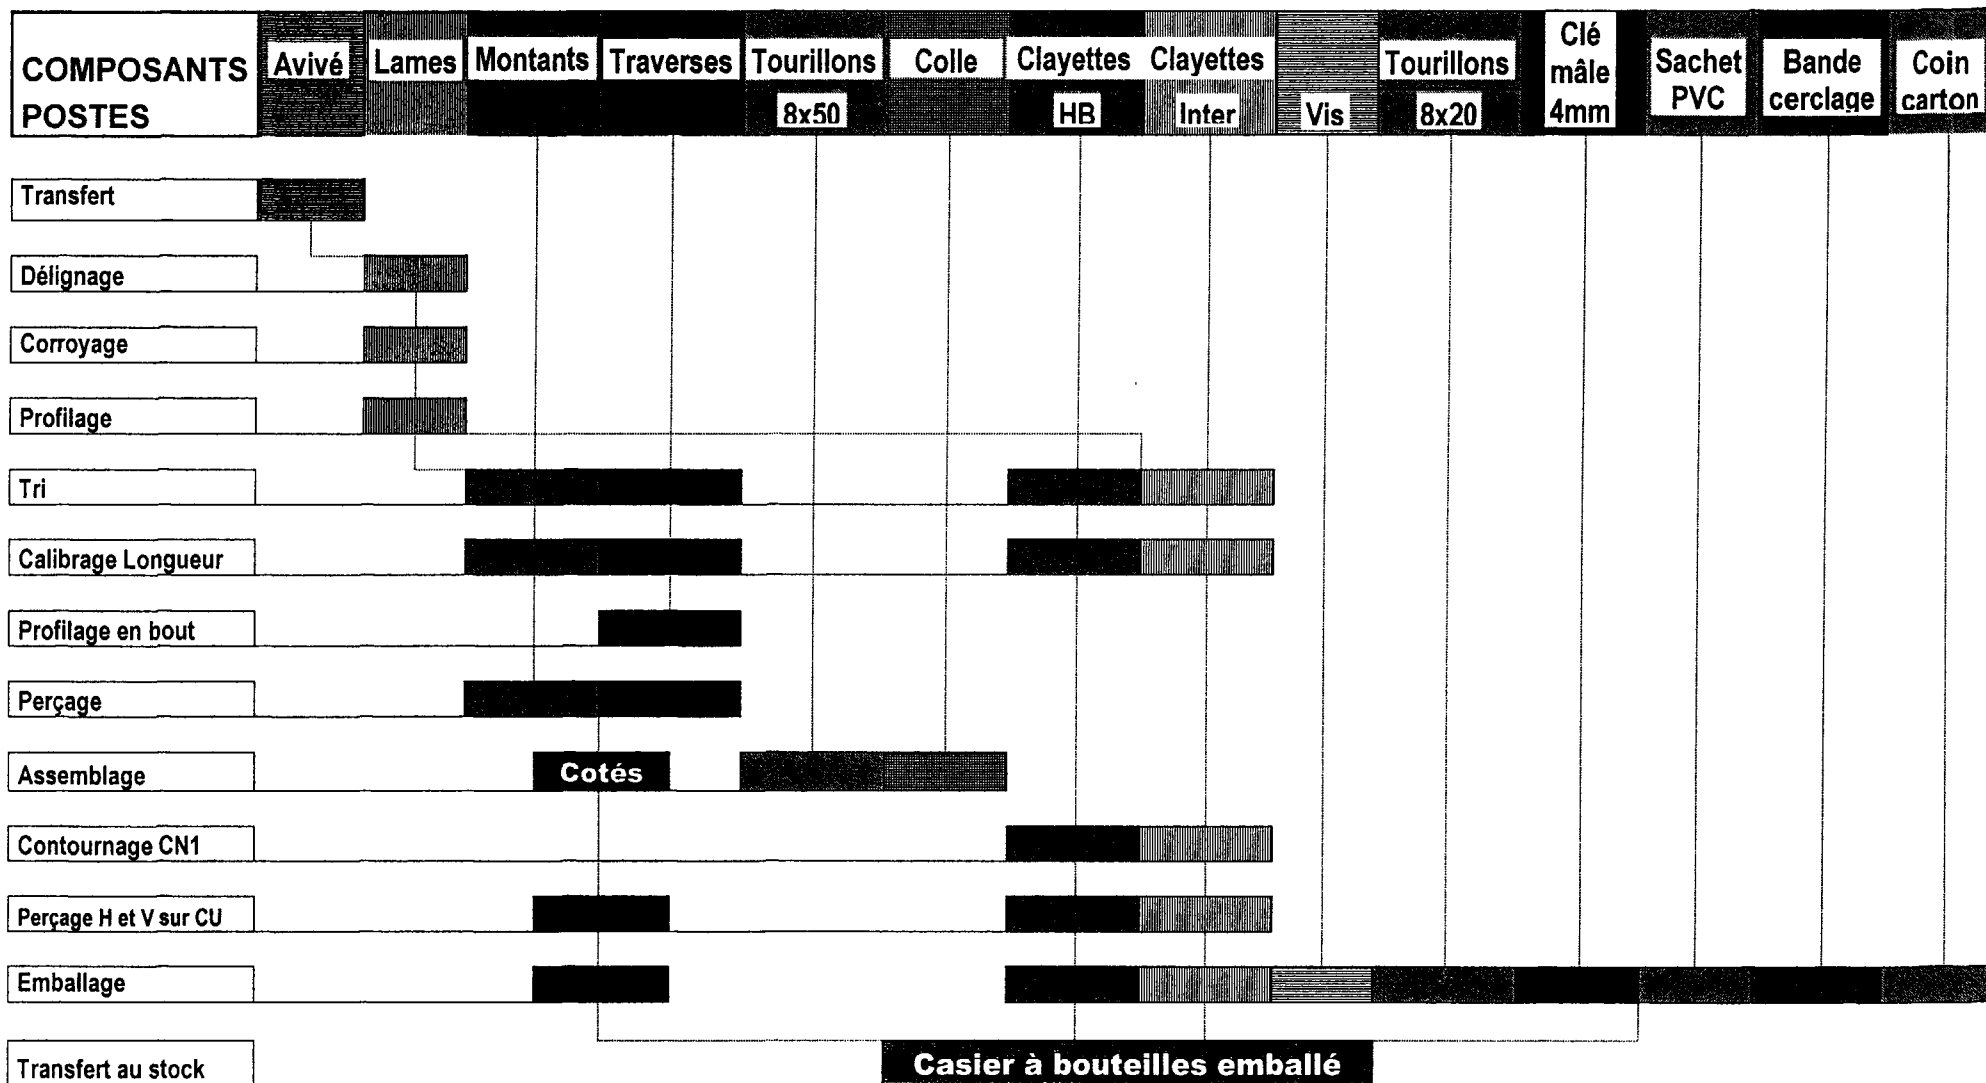 COMPOSANTS
POSTES
Avivé
Lames
Montants
Traverses
Tourillons
8x50
Colle
Clayettes
HB
Clayettes
Inter
Vis
Tourillons
8x20
Clé
mâle
4mm
Sachet
PVC
Bande
cerclage
Coin
carton
Transfert
Délignage
Corroyage
Profilage
Tri
Calibrage Longueur
Profilage en bout
Perçage
Assemblage
Cotés
Contournage CN1
Perçage H et V sur CU
Emballage
Transfert au stock
Casier à bouteilles emballé